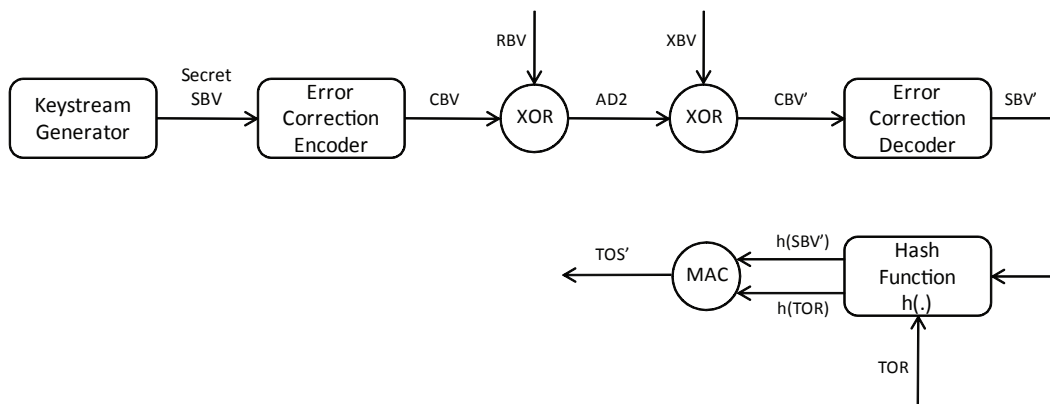 RBV
XBV
Secret
SBV
Keystream
Generator
Error
Correction
Encoder
CBV
XOR
AD2
XOR
CBV’
Error
Correction
Decoder
SBV’
TOS’
MAC
h(SBV’)
h(TOR)
Hash
Function
h(.)
TOR